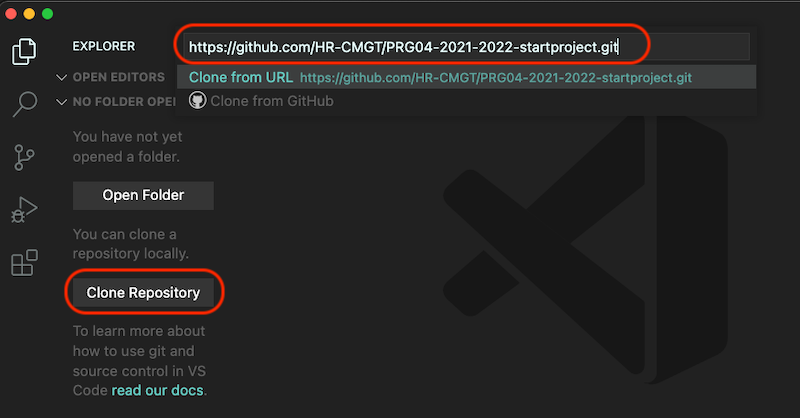 EXPLORER
https://github.com/HR-CMGT/PRG04-2021-2022-startproject.git
OPEN EDITORS
Clone from URL https://github.com/HR-CMGT/PRG04-2021-2022-startproject.git
NO FOLDER OPEN
Clone from GitHub
You have not yet
opened a folder.
Open Folder
You can clone a
repository locally.
Clone Repository
To learn more about
how to use git and
source control in VS
Code read our docs.